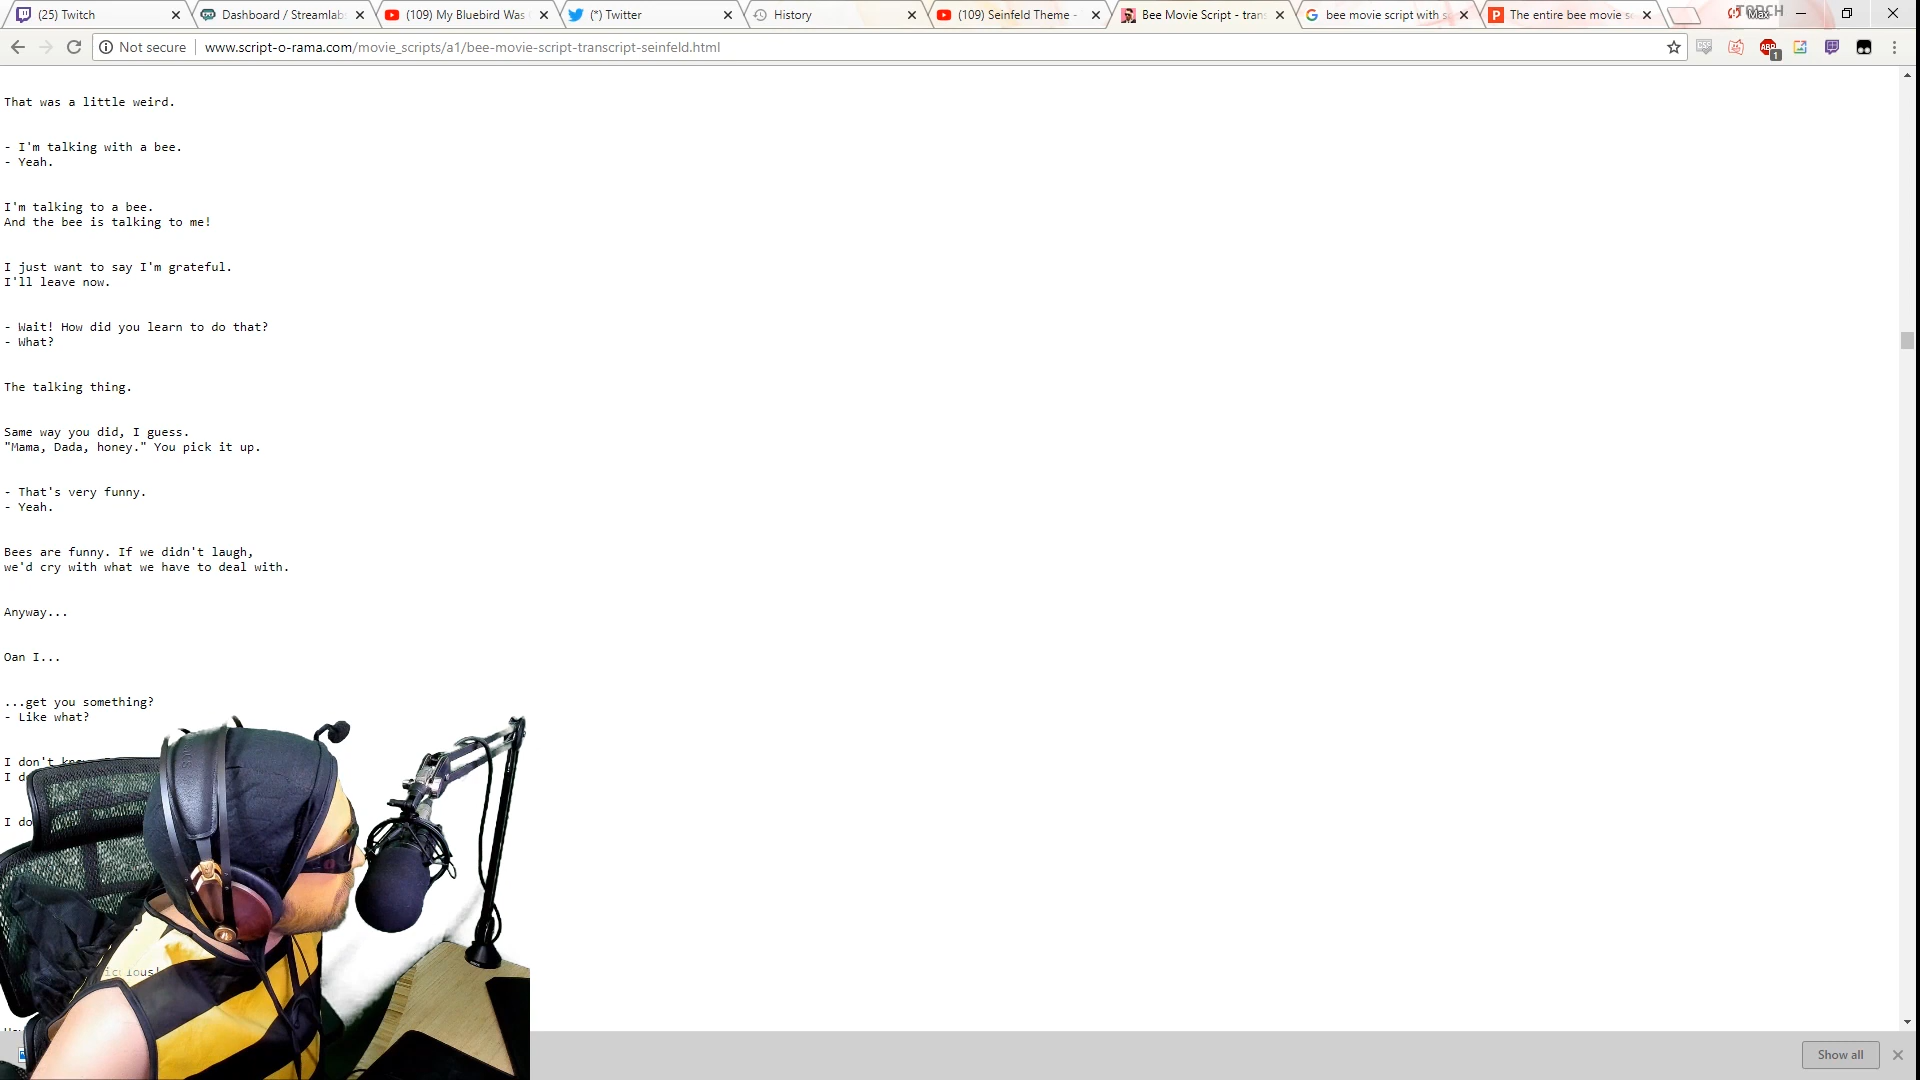 (25) Twitch
Dashboard / Streamlabs
(109) My Bluebird Was
(*) Twitter
History
(109) Seinfeld Theme -
Bee Movie Script - tran
bee movie script with s
The entire bee movie s
Not secure
www.script-o-rama.com/movie_scripts/a1/bee-movie-script-transcript-seinfeld.html
ABP
1
That was a little weird.
- I'm talking with a bee.
- Yeah.
I'm talking to a bee.
And the bee is talking to me!
I just want to say I'm grateful.
I'll leave now.
- Wait! How did you learn to do that?
- What?
The talking thing.
Same way you did, I guess.
"Mama, Dada, honey." You pick it up.
- That's very funny.
- Yeah.
Bees are funny. If we didn't laugh,
we'd cry with what we have to deal with.
Anyway...
Oan I...
...get you something?
- Like what?
I don't
I
I do
Show all